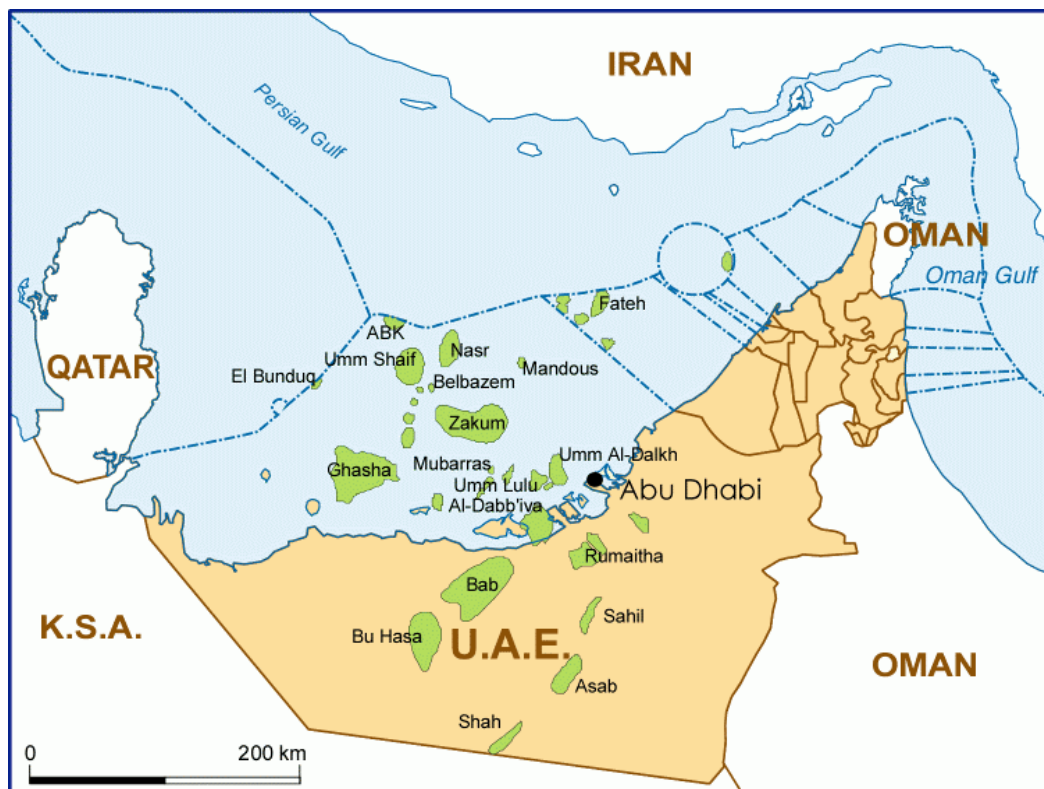 IRAN
Persian Gulf
OMAN
Oman Gulf
Fateh
ABK
Nasr
Umm Shaif
QATAR
El Bunduq
Mandous
Belbazem
Zakum
Ghasha
Mubarras
Umm Al-Dalkh
Umm Lulu
Abu Dhabi
Al-Dabb'iva
Rumaitha
Bab
K.S.A.
Sahil
Bu Hasa
U.A.E.
OMAN
Asab
Shah
0
200 km